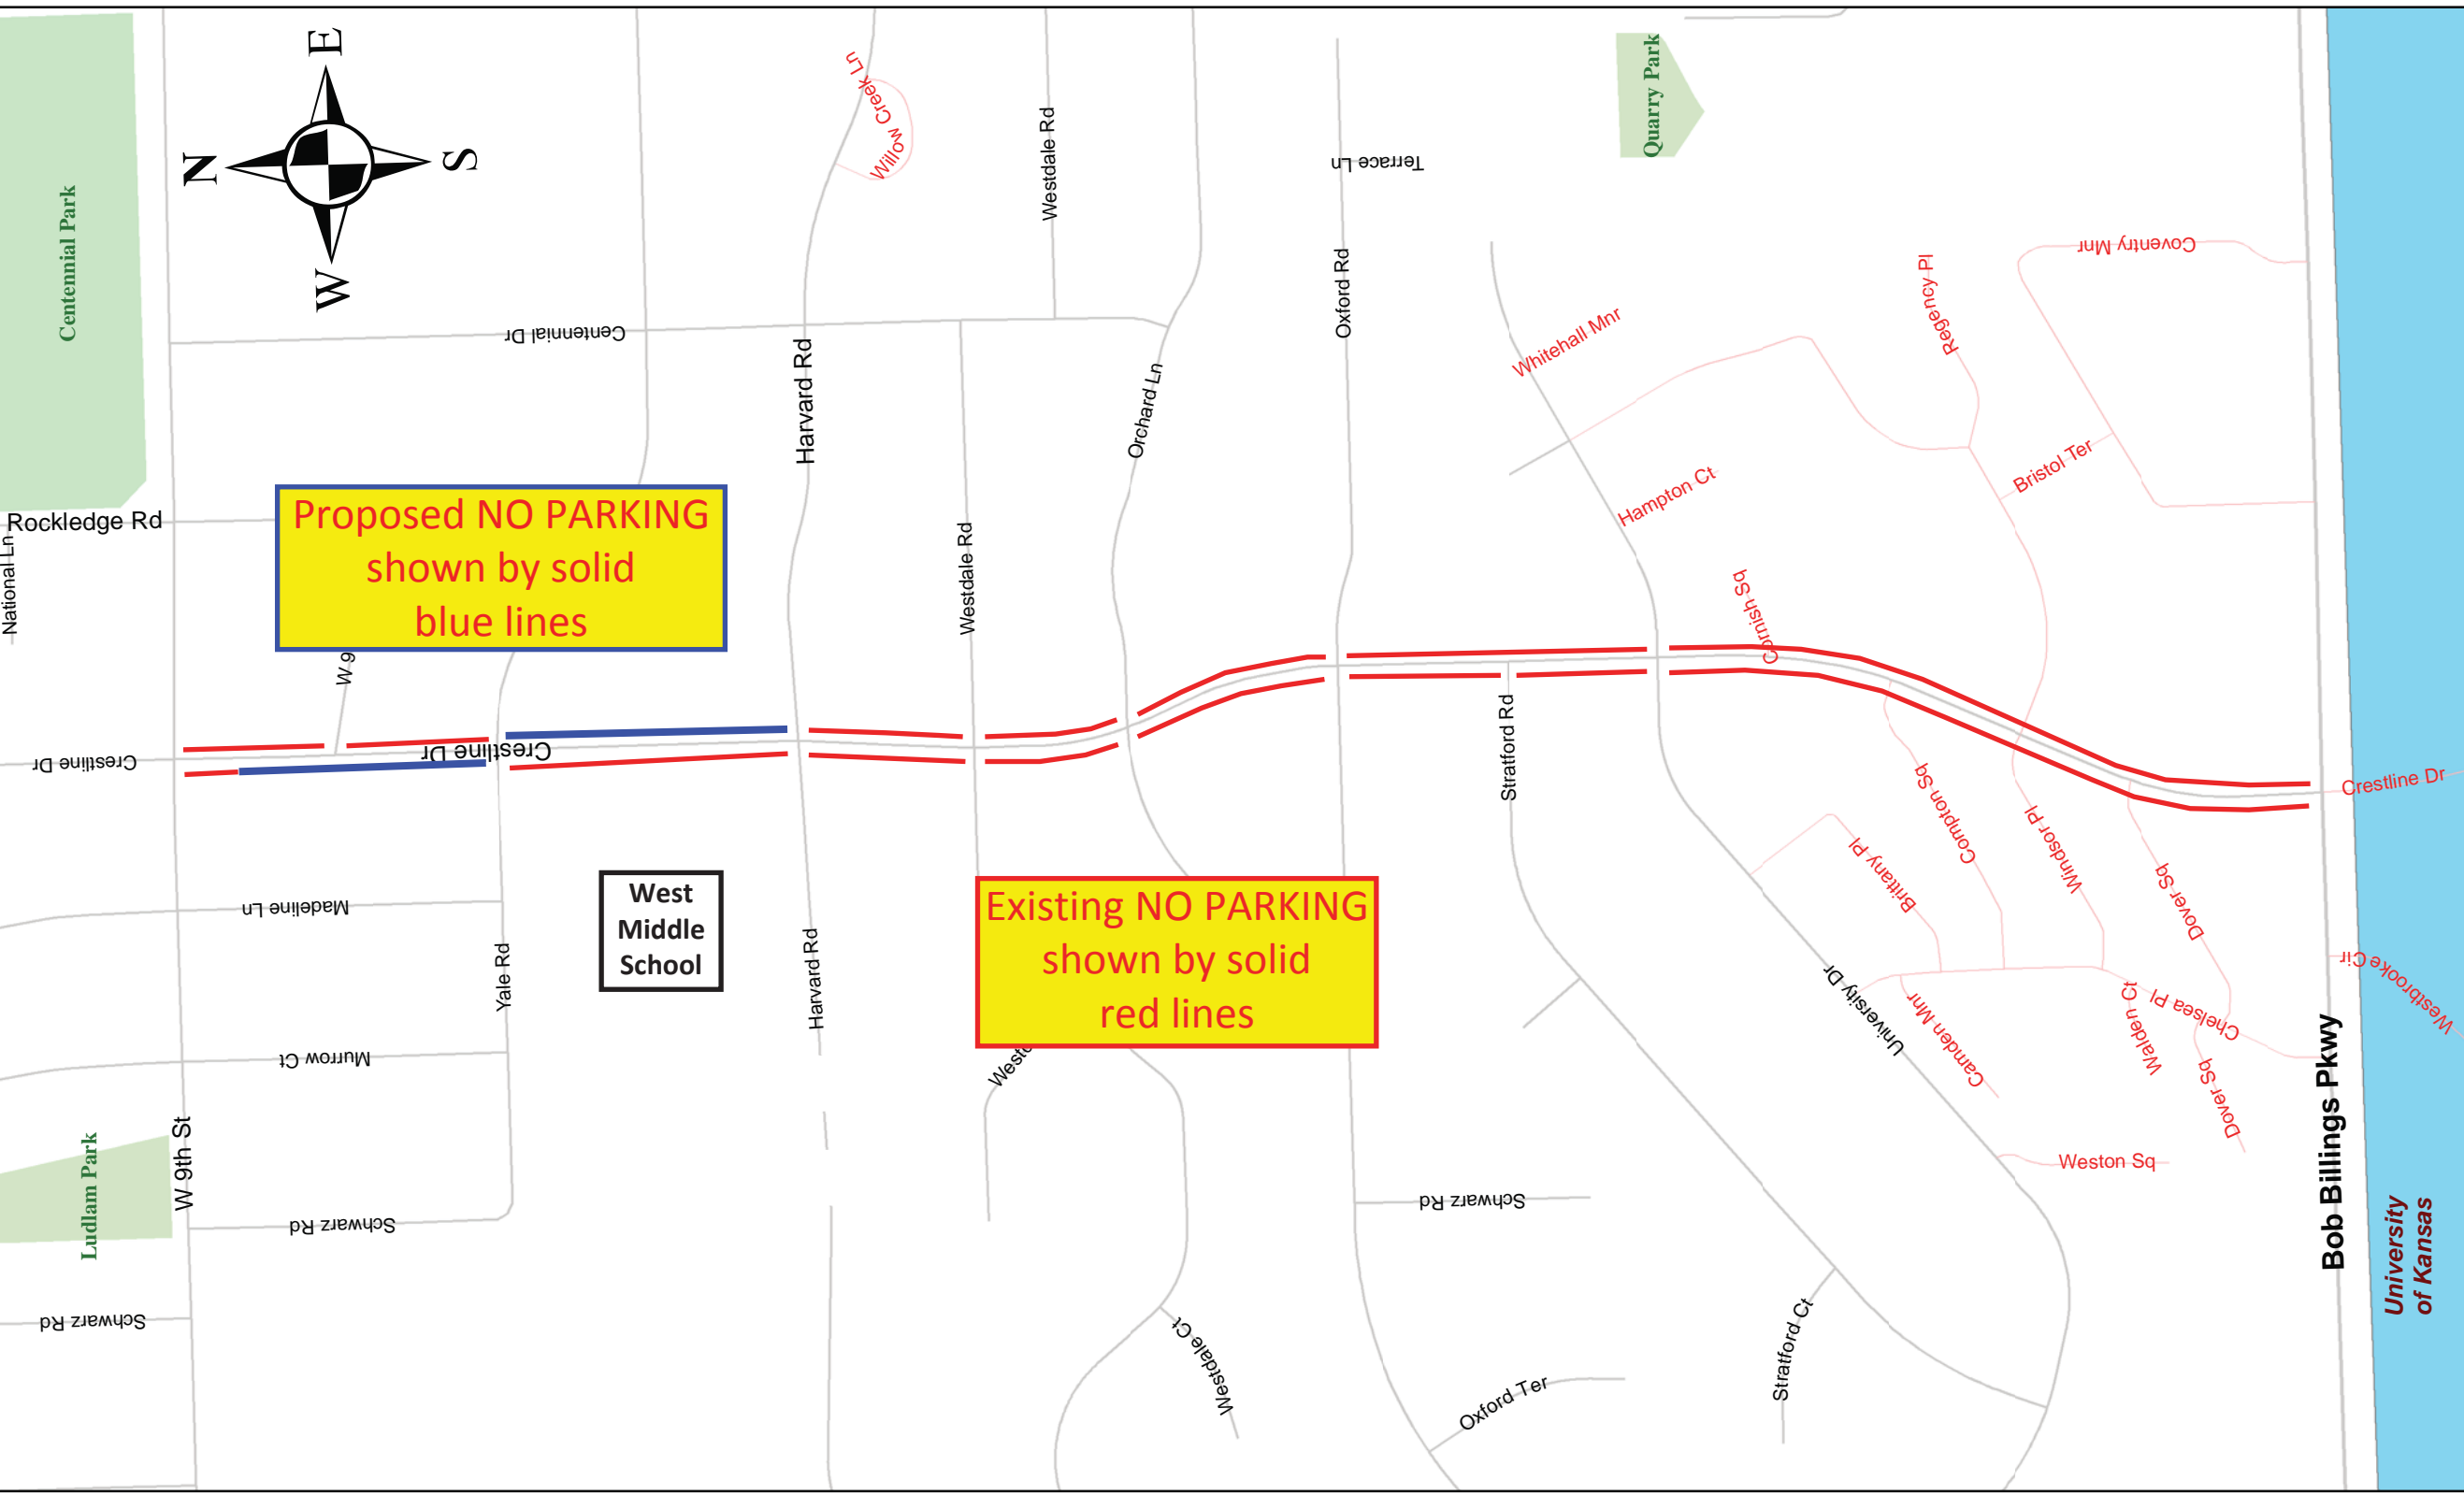 E
N
S
W
Centennial Park
Quarry Park
Willow Creek Ln
Westdale Rd
Terrace Ln
Coventry Mnr
Regency Pl
Centennial Dr
Oxford Rd
Whitehall Mnr
Harvard Rd
Orchard Ln
Bristol Ter
Hampton Ct
Rockledge Rd
National Ln
Proposed NO PARKING
shown by solid
blue lines
Westdale Rd
Cornish Sq
W 9
Crestline Dr
Crestline Dr
Stratford Rd
Crestline Dr
Compton Sq
Windsor Pl
Brittany Pl
Dover Sq
West
Middle
School
Existing NO PARKING
shown by solid
red lines
Madeline Ln
Yale Rd
Harvard Rd
University Dr
Camden Mnr
Walden Ct
Chelsea Pl
Westbrooke Cir
Murrow Ct
Westd
Dover Sq
Bob Billings Pkwy
Ludlam Park
W 9th St
Weston Sq
Schwarz Rd
Schwarz Rd
University
of Kansas
Schwarz Rd
Westdale Ct
Stratford Ct
Oxford Ter